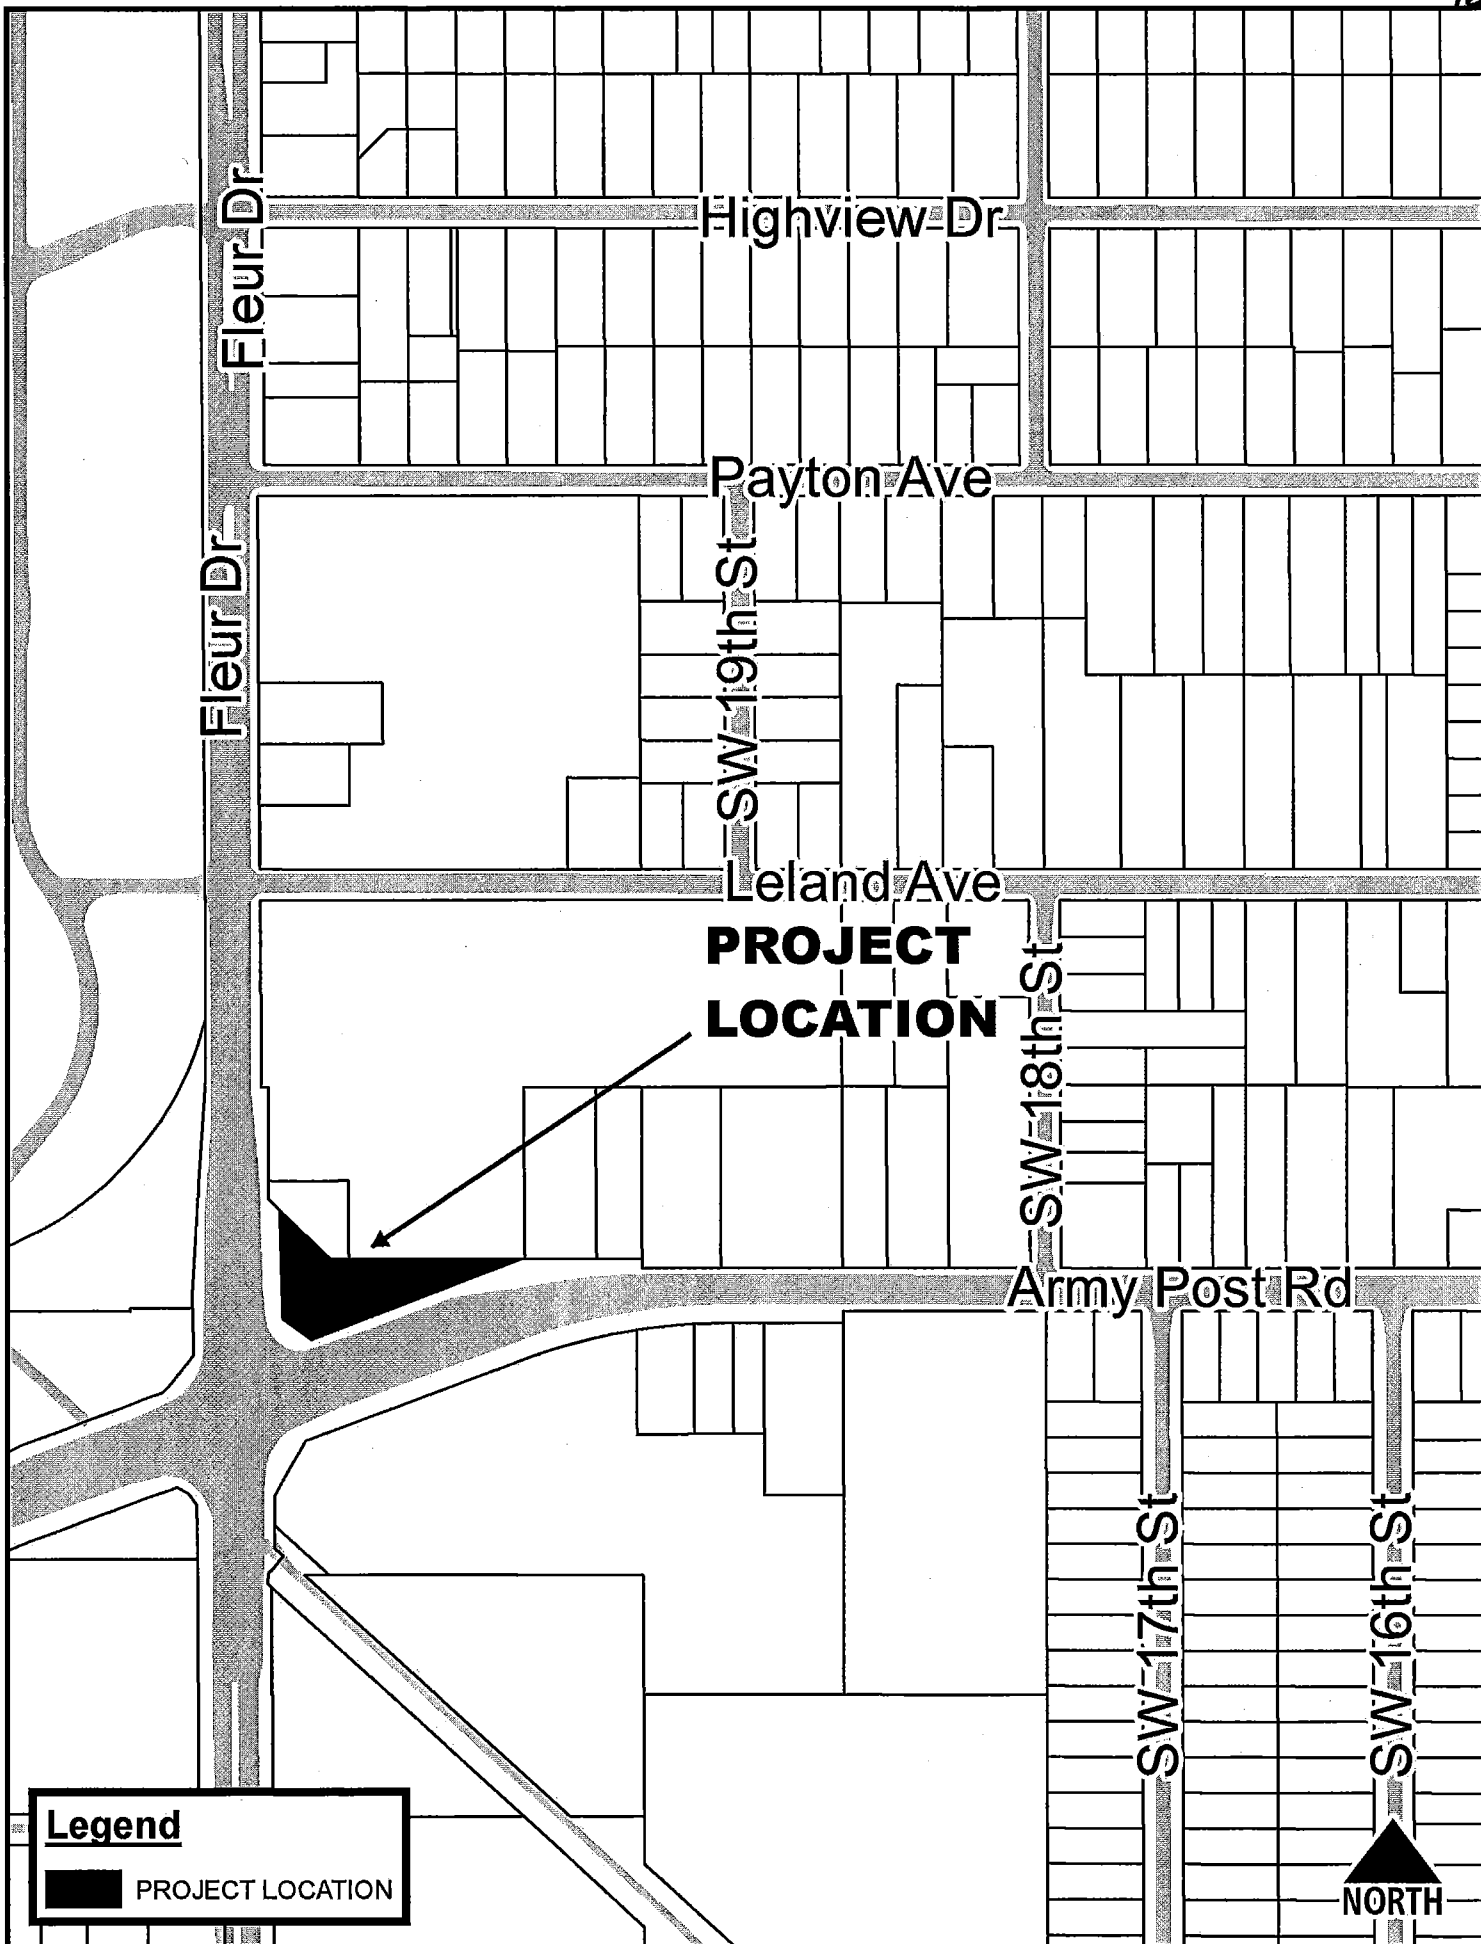 Fleur Dr
Highview Dr
Payton Ave
Fleur Dr
SW 19th St
Leland Ave
PROJECT
LOCATION
SW 18th St
Army Post Rd
SW 17th St
SW 16th St
Legend
PROJECT LOCATION
NORTH